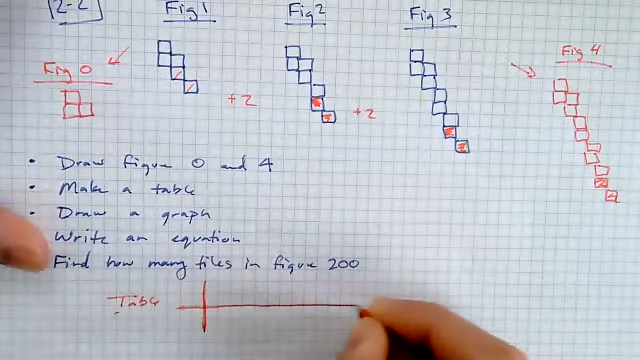 2-2
Fig 1
Fig 2
Fig 3
Fig 4
Fig 0
+2
+2
• Draw figure 0 and 4
• Make a table
• Draw a graph
Write an equation
Find how many tiles in figure 200
Table